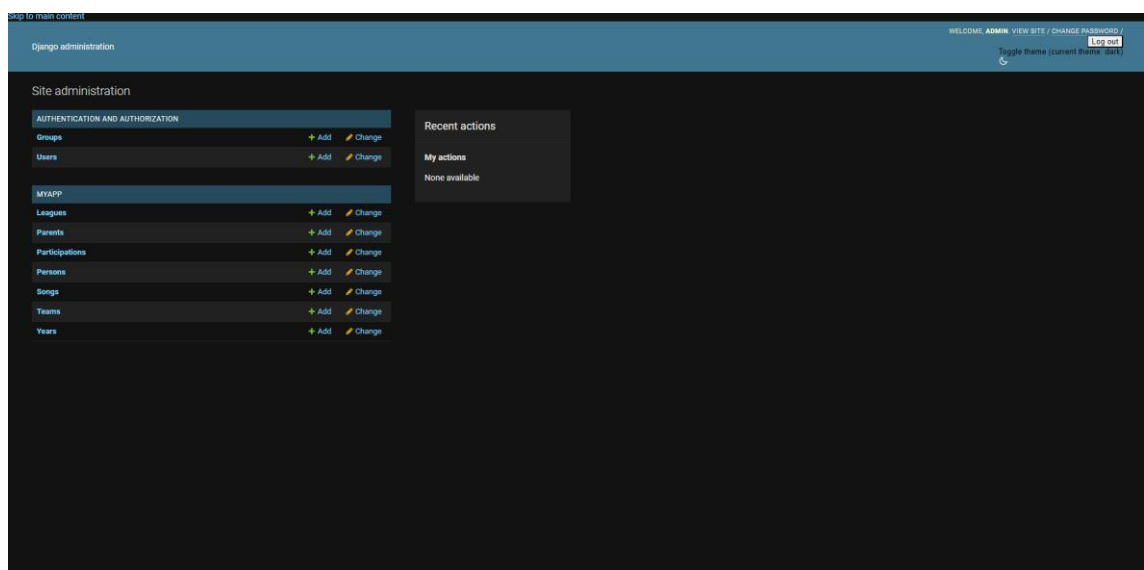 Skip to main content
WELCOME, ADMIN. VIEW SITE / CHANGE PASSWORD /
Log out
Django administration
Toggle theme (current theme: dark)
Site administration
AUTHENTICATION AND AUTHORIZATION
Groups + Add Change
Users + Add Change
MYAPP
Leagues + Add Change
Parents + Add Change
Participations + Add Change
Persons + Add Change
Songs + Add Change
Teams + Add Change
Years + Add Change
Recent actions
My actions
None available